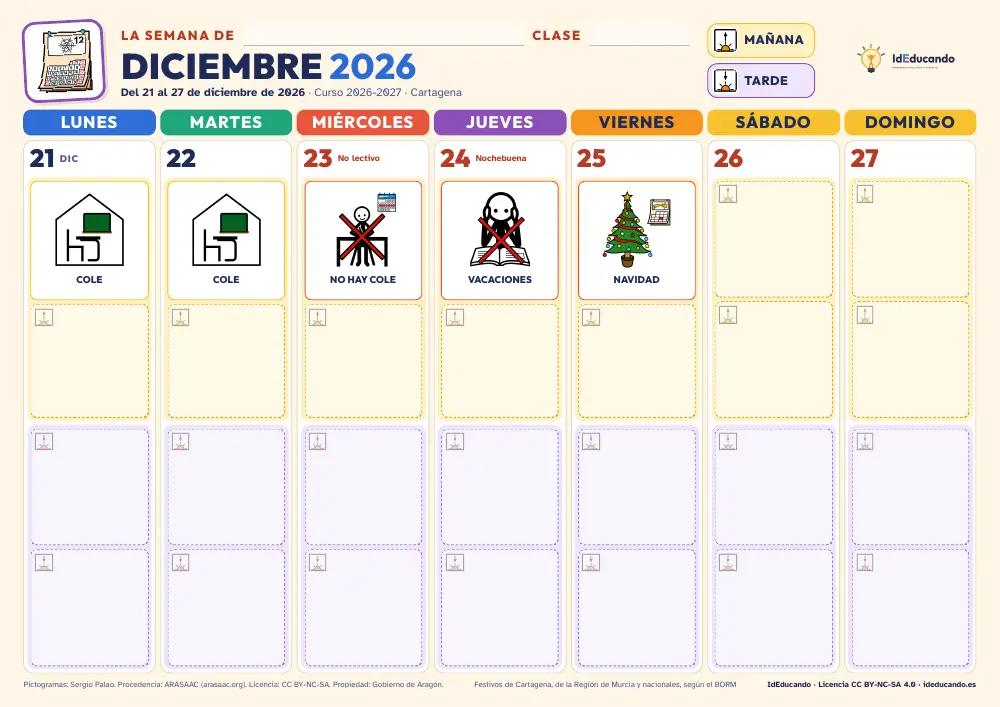 12
LA SEMANA DE
CLASE
DICIEMBRE 2026
Del 21 al 27 de diciembre de 2026 · Curso 2026-2027 · Cartagena
MAÑANA
TARDE
IdEducando
LUNES MARTES MIÉRCOLES JUEVES VIERNES SÁBADO DOMINGO
21 DIC 22 23 No lectivo 24 Nochebuena 25 26 27
COLE COLE NO HAY COLE VACACIONES NAVIDAD
Pictogramas: Sergio Palao. Procedencia: ARASAAC (arasaac.org). Licencia: CC BY-NC-SA. Propiedad: Gobierno de Aragón.
Festivos de Cartagena, de la Región de Murcia y nacionales, según el BORM
IdEducando · Licencia CC BY-NC-SA 4.0 · ideducando.es